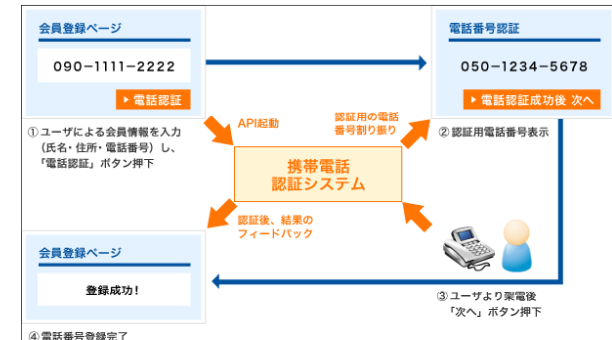 会員登録ページ
090-1111-2222
電話認証
① ユーザによる会員情報を入力
(氏名・住所・電話番号)し、
「電話認証」ボタン押下
API起動
認証用の電話
番号割り振り
電話番号認証
050-1234-5678
電話認証成功後 次へ
② 認証用電話番号表示
携帯電話
認証システム
認証後、結果の
フィードバック
③ ユーザより架電後
「次へ」ボタン押下
会員登録ページ
登録成功!
④ 電話番号登録完了